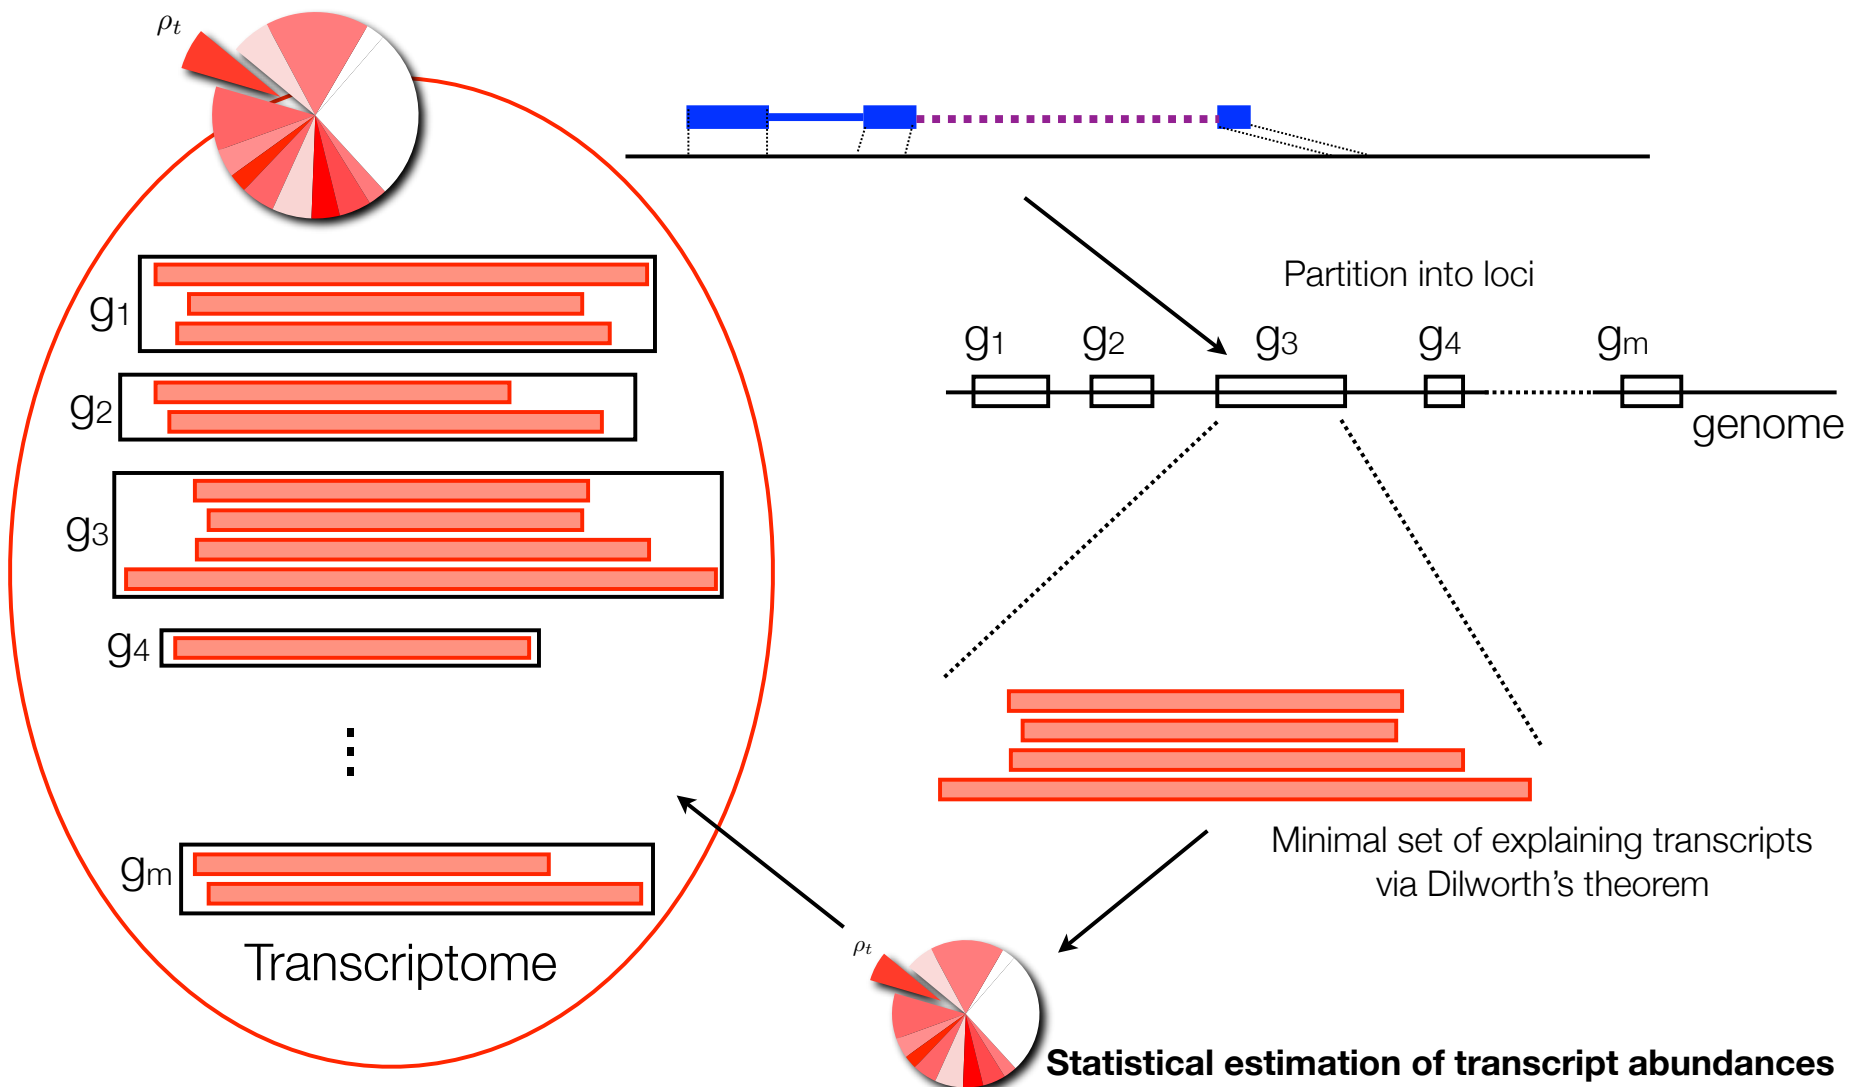 ρt
Partition into loci
g1 g2 g3 g4 gm
genome
g1
g2
g3
g4
gm
Transcriptome
Minimal set of explaining transcripts
via Dilworth's theorem
ρt
Statistical estimation of transcript abundances